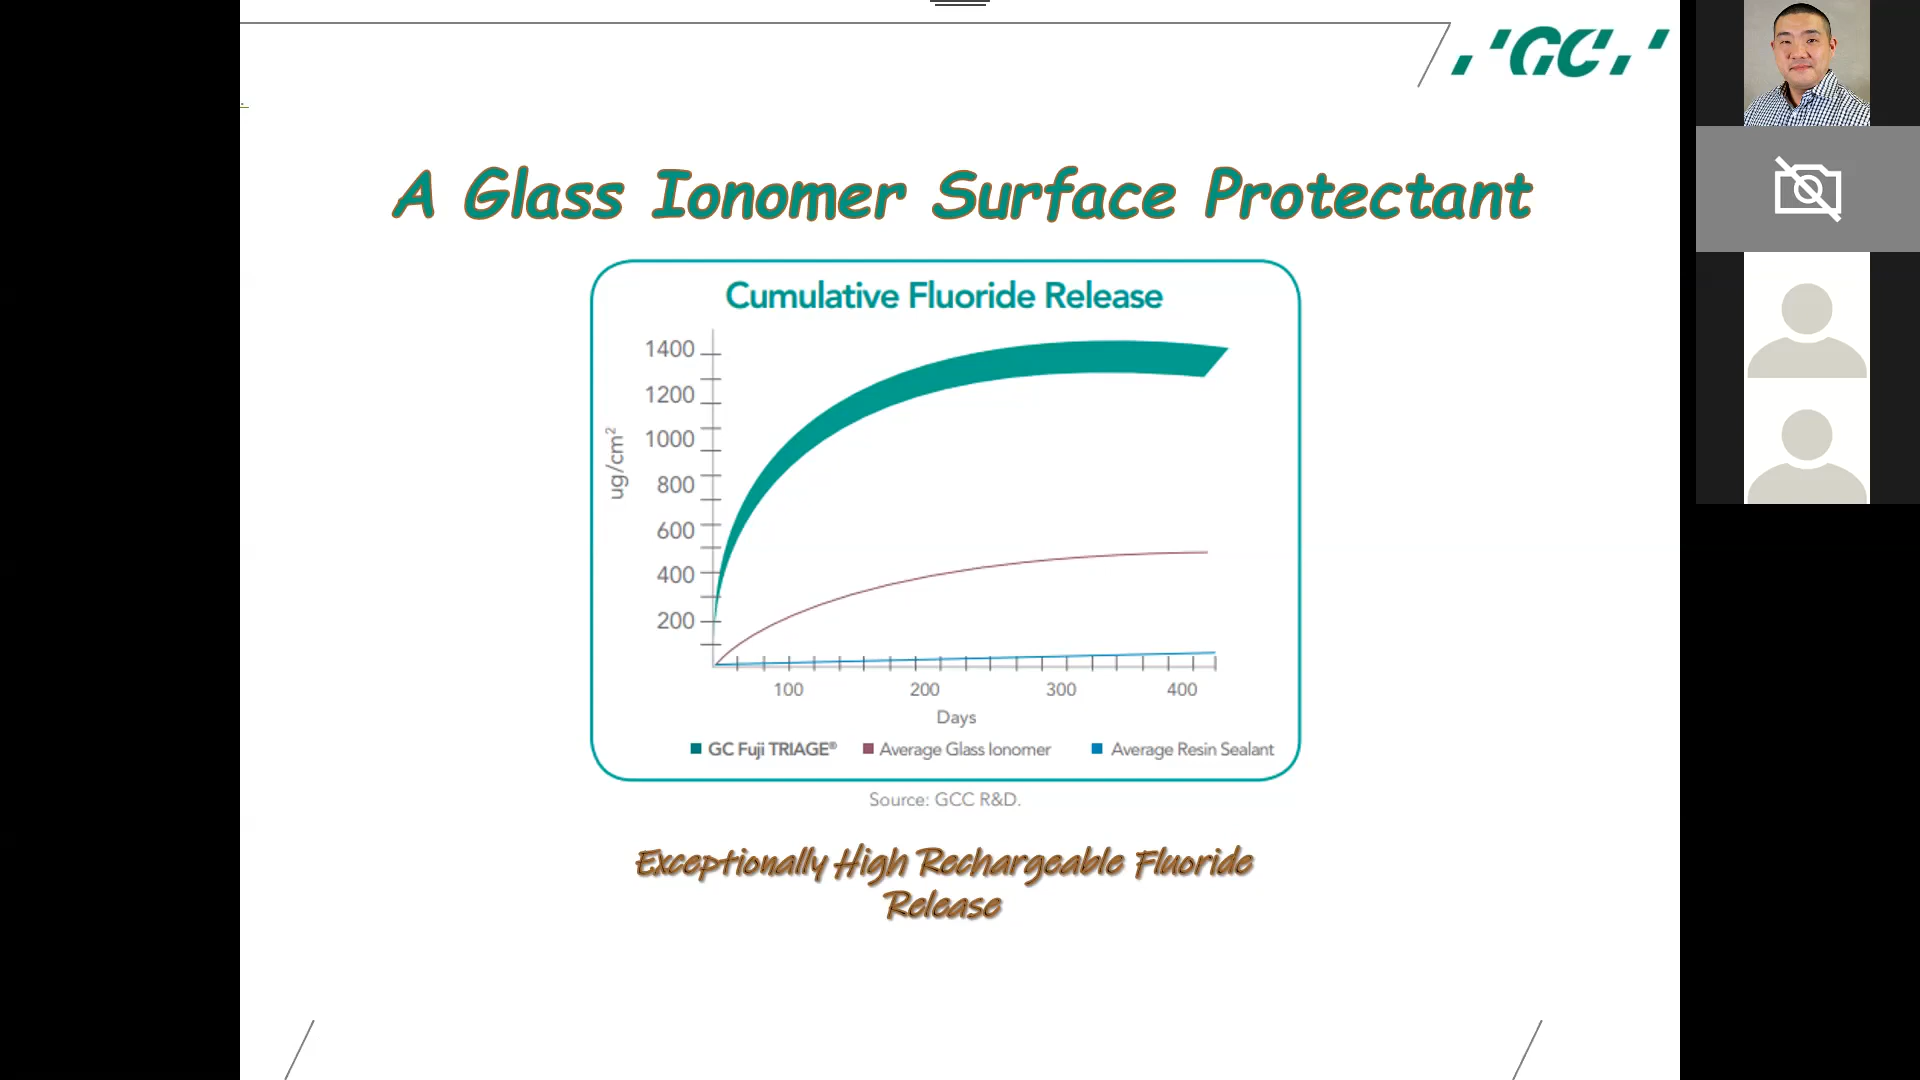 GC
A Glass Ionomer Surface Protectant
Cumulative Fluoride Release
1400
1200
1000
800
600
400
200
ug/cm²
100 200 300 400
Days
GC Fuji TRIAGE® Average Glass Ionomer Average Resin Sealant
Source: GCC R&D.
Exceptionally High Rechargeable Fluoride
Release